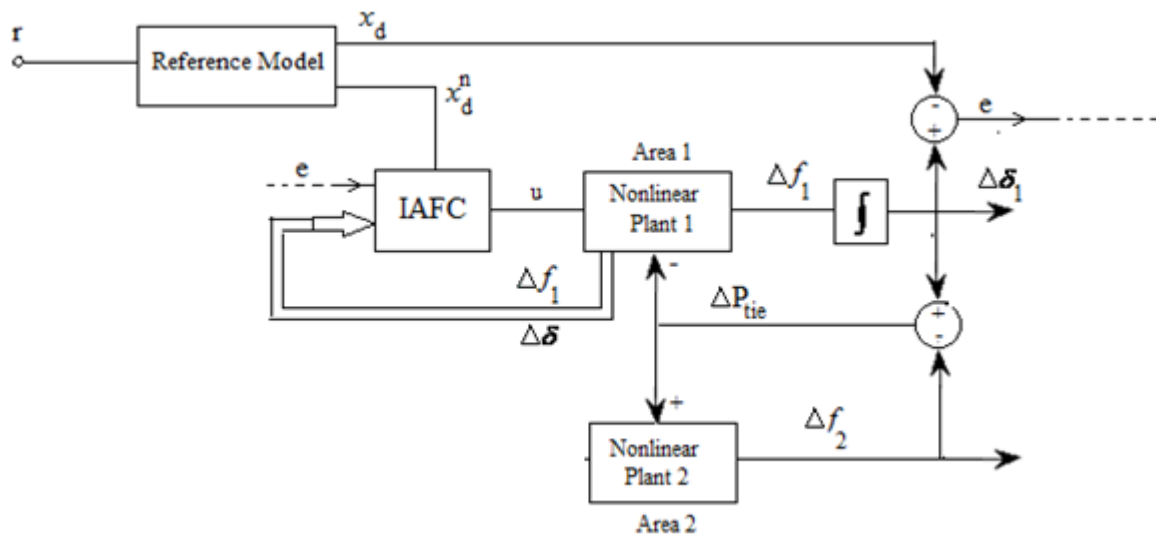 r
Reference Model
x_d
x_d^n
-
+
e
e
IAFC
u
Area 1
Nonlinear
Plant 1
Δf_1
∫
Δδ_1
Δf_1
Δδ
-
ΔP_tie
+
-
+
Nonlinear
Plant 2
Area 2
Δf_2